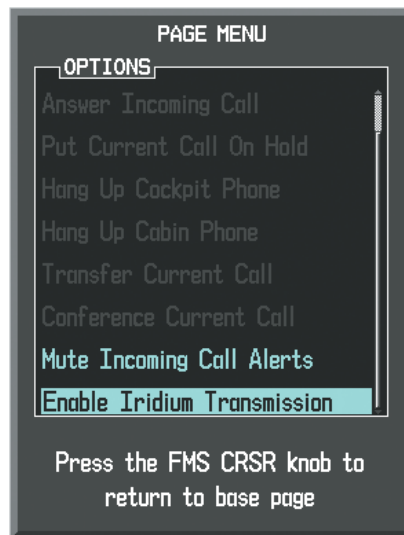 PAGE MENU
OPTIONS
Answer Incoming Call
Put Current Call On Hold
Hang Up Cockpit Phone
Hang Up Cabin Phone
Transfer Current Call
Conference Current Call
Mute Incoming Call Alerts
Enable Iridium Transmission
Press the FMS CRSR knob to
return to base page